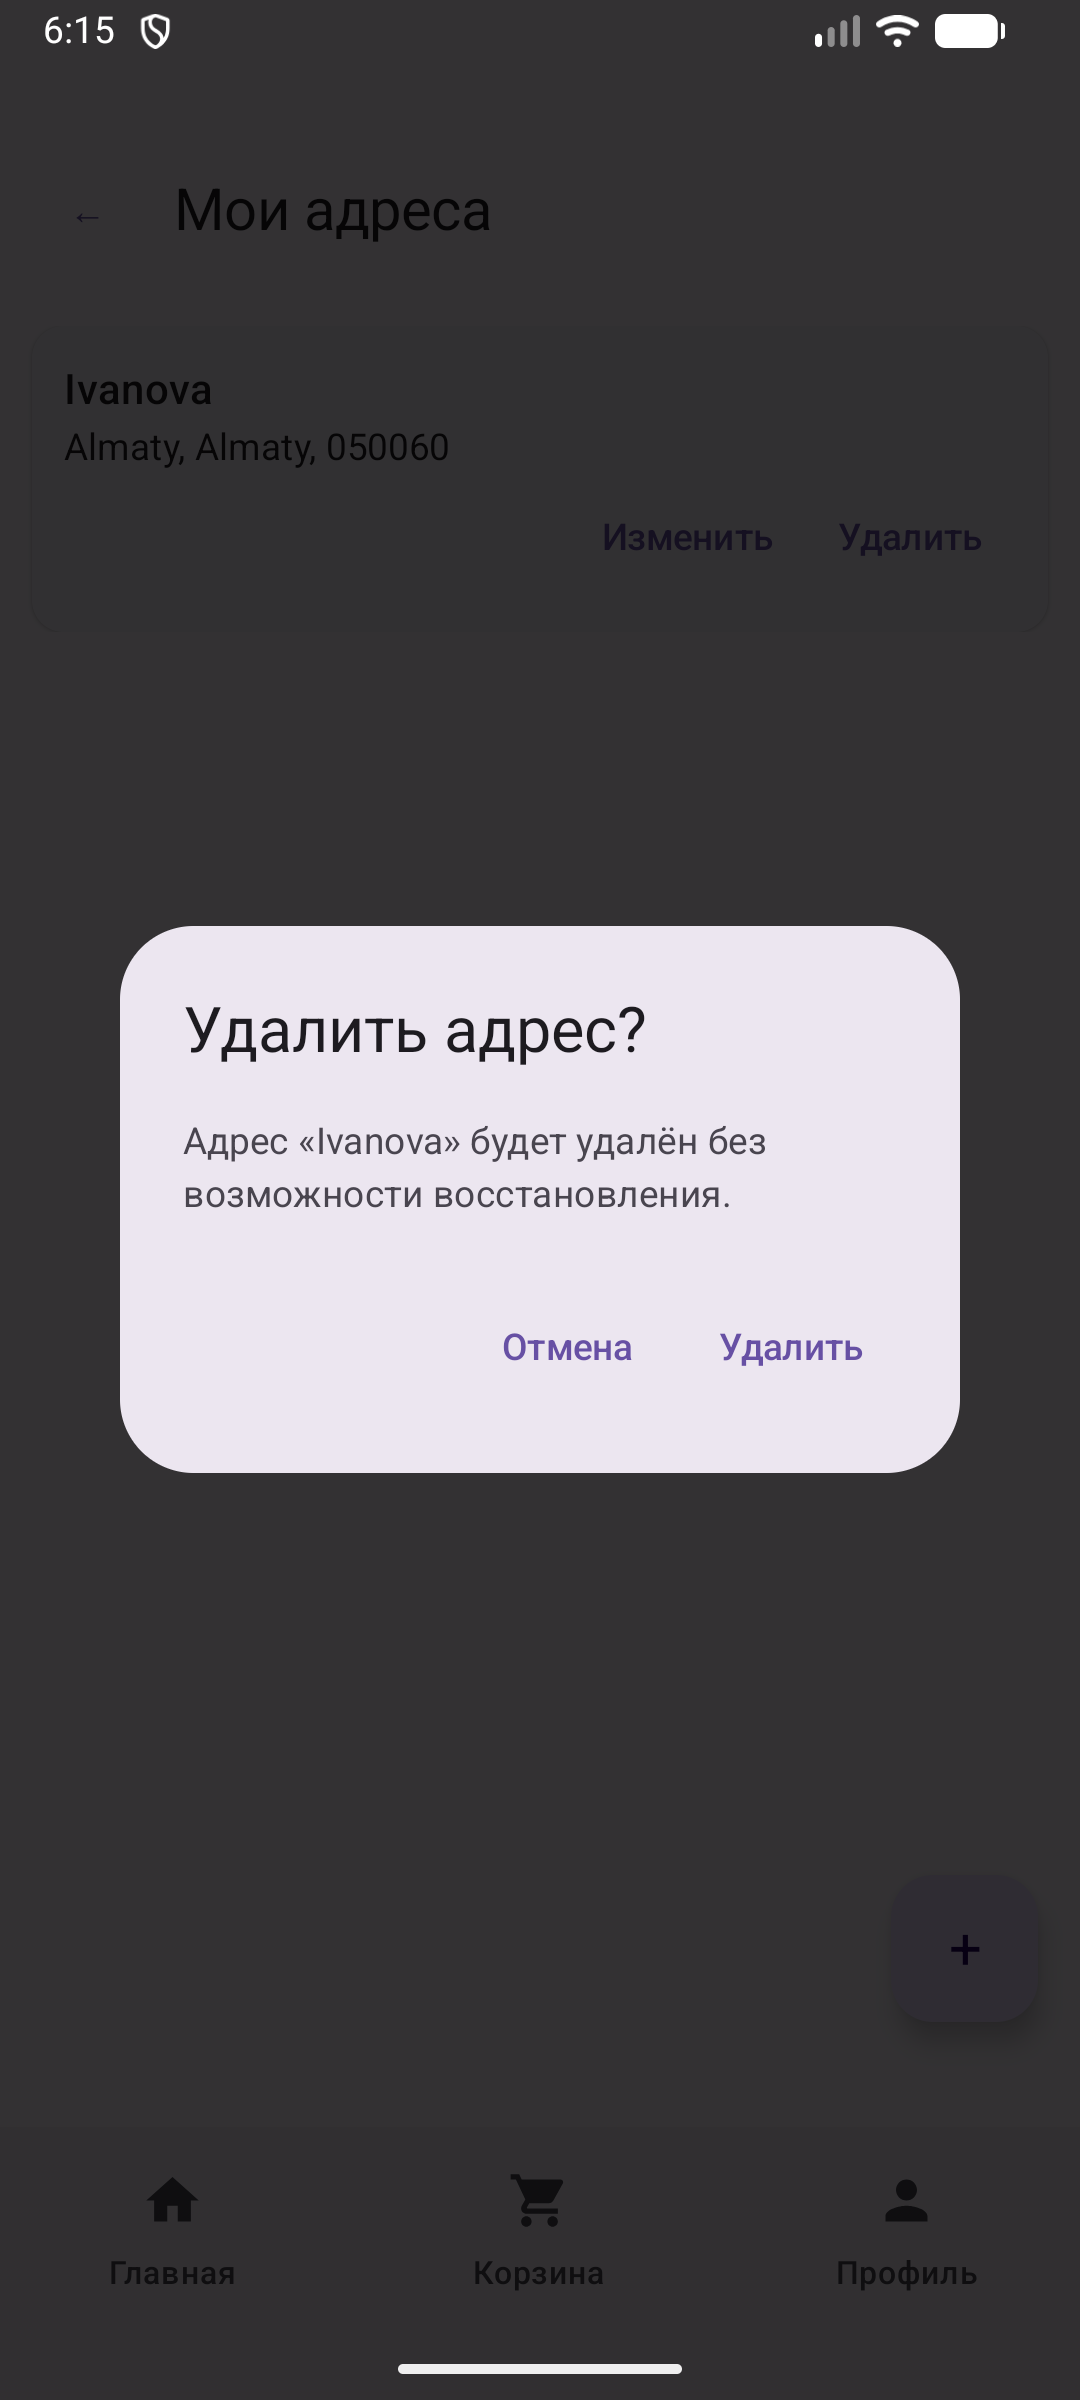 6:15
← Мои адреса
Ivanova
Almaty, Almaty, 050060
Изменить Удалить
Удалить адрес?
Адрес «Ivanova» будет удалён без
возможности восстановления.
Отмена Удалить
+
Главная Корзина Профиль